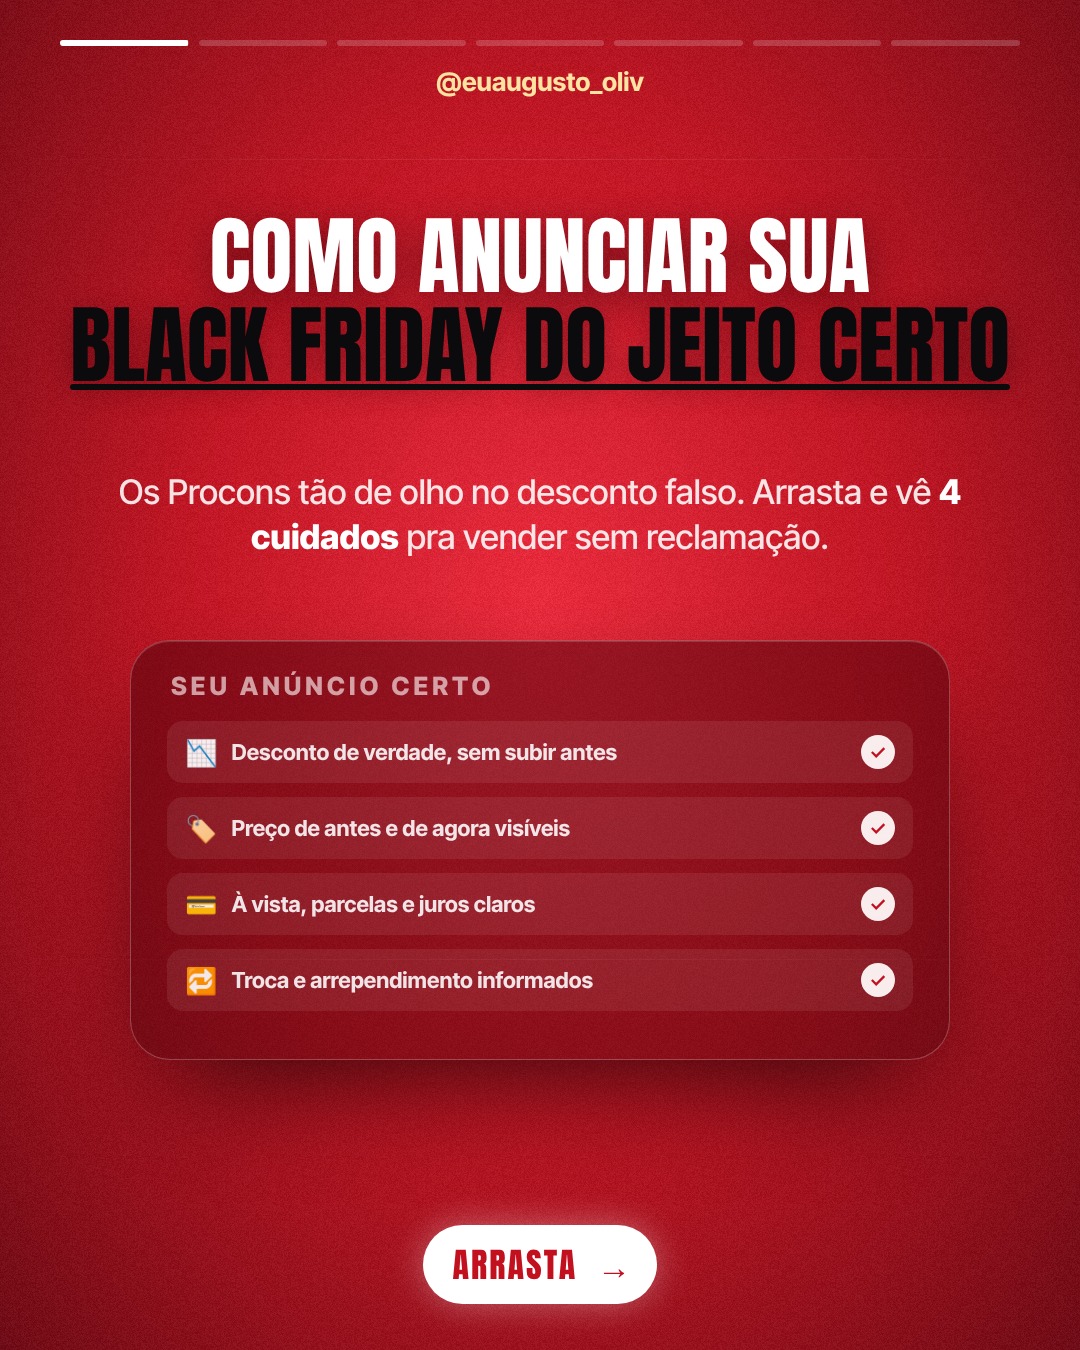 @euaugusto_oliv
COMO ANUNCIAR SUA
BLACK FRIDAY DO JEITO CERTO
Os Procons tão de olho no desconto falso. Arrasta e vê 4
cuidados pra vender sem reclamação.
SEU ANÚNCIO CERTO
Desconto de verdade, sem subir antes
Preço de antes e de agora visíveis
À vista, parcelas e juros claros
Troca e arrependimento informados
ARRASTA →